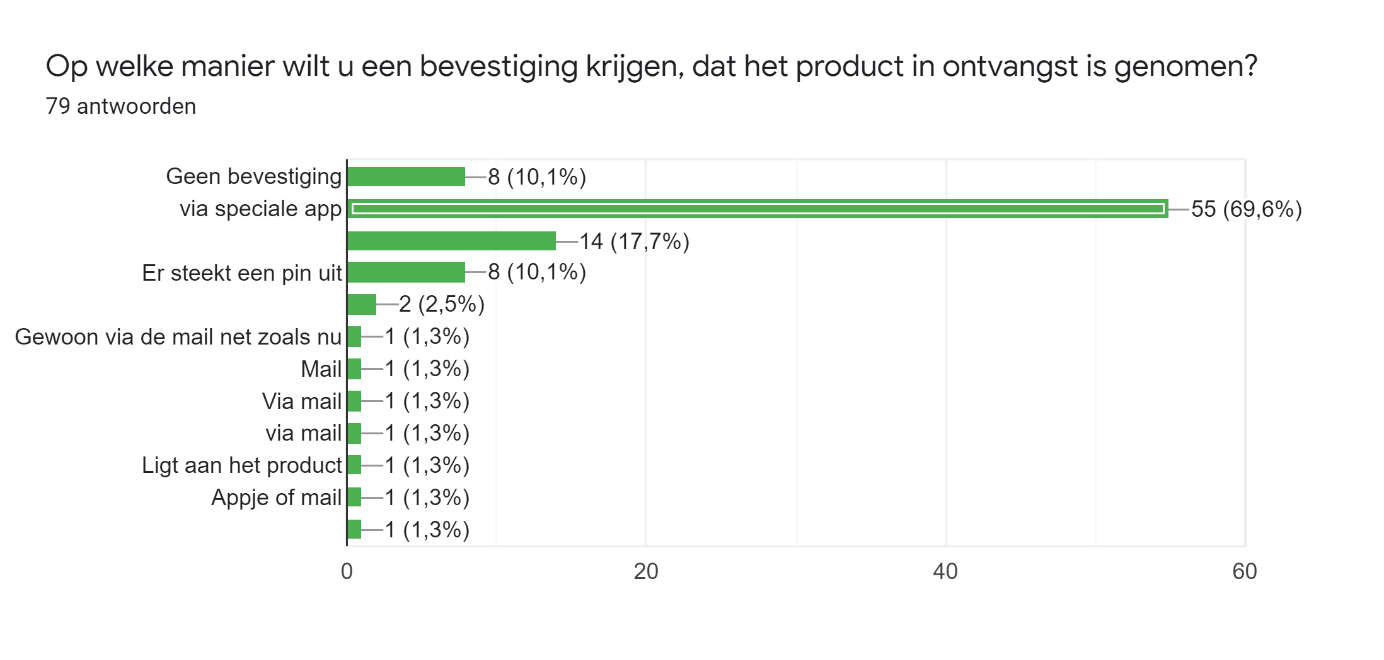 Op welke manier wilt u een bevestiging krijgen, dat het product in ontvangst is genomen?
79 antwoorden
Geen bevestiging 8 (10,1%)
via speciale app 55 (69,6%)
14 (17,7%)
Er steekt een pin uit 8 (10,1%)
2 (2,5%)
Gewoon via de mail net zoals nu 1 (1,3%)
Mail 1 (1,3%)
Via mail 1 (1,3%)
via mail 1 (1,3%)
Ligt aan het product 1 (1,3%)
Appje of mail 1 (1,3%)
1 (1,3%)
0 20 40 60